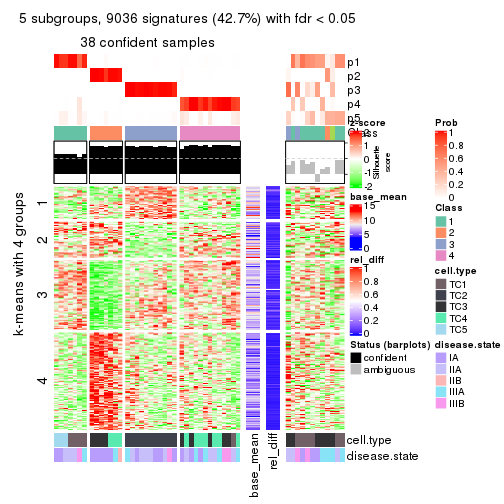 5 subgroups, 9036 signatures (42.7%) with fdr < 0.05
38 confident samples
p1
p2
p3
p4
p5
Class
Silhouette score
k-means with 4 groups
1
2
3
4
base_mean
rel_diff
cell.type
disease.state
z-score
2
1
0
-1
-2
base_mean
15
10
5
0
rel_diff
1
0.8
0.6
0.4
0.2
0
Status (barplots)
confident
ambiguous
Prob
1
0.8
0.6
0.4
0.2
0
Class
1
2
3
4
cell.type
TC1
TC2
TC3
TC4
TC5
disease.state
IA
IIA
IIB
IIIA
IIIB